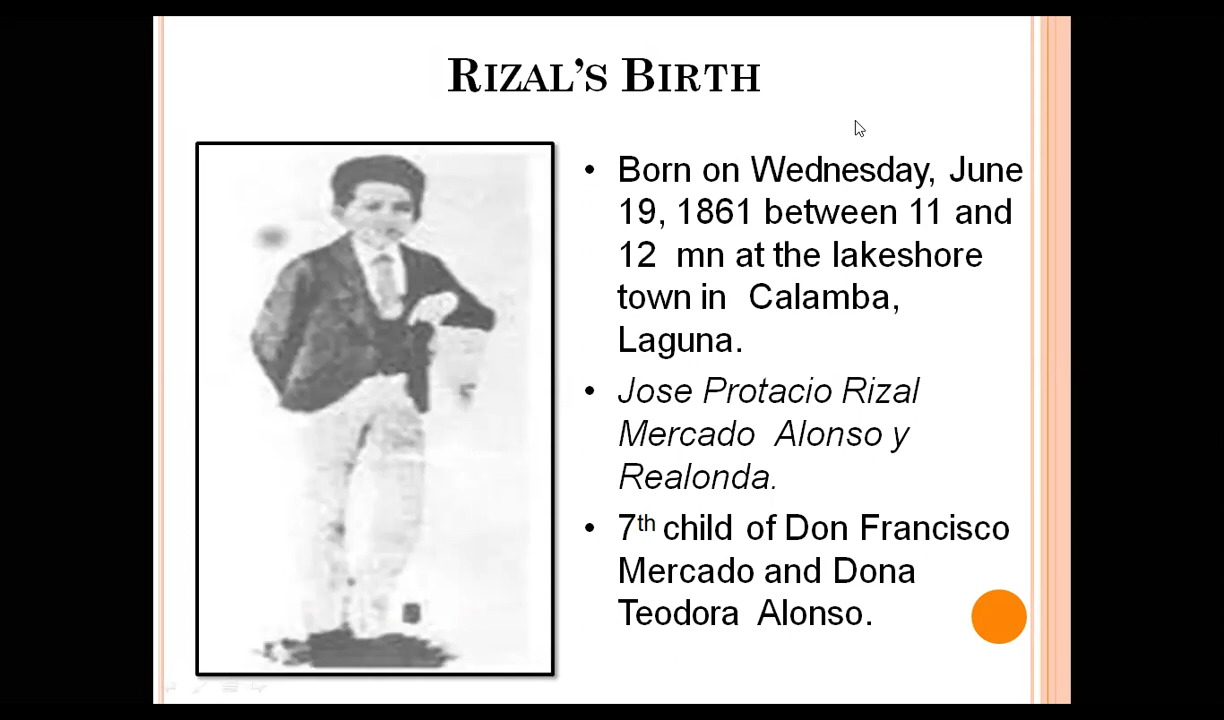 RIZAL'S BIRTH
• Born on Wednesday, June
19, 1861 between 11 and
12 mn at the lakeshore
town in Calamba,
Laguna.
• Jose Protacio Rizal
Mercado Alonso y
Realonda.
• 7th child of Don Francisco
Mercado and Dona
Teodora Alonso.